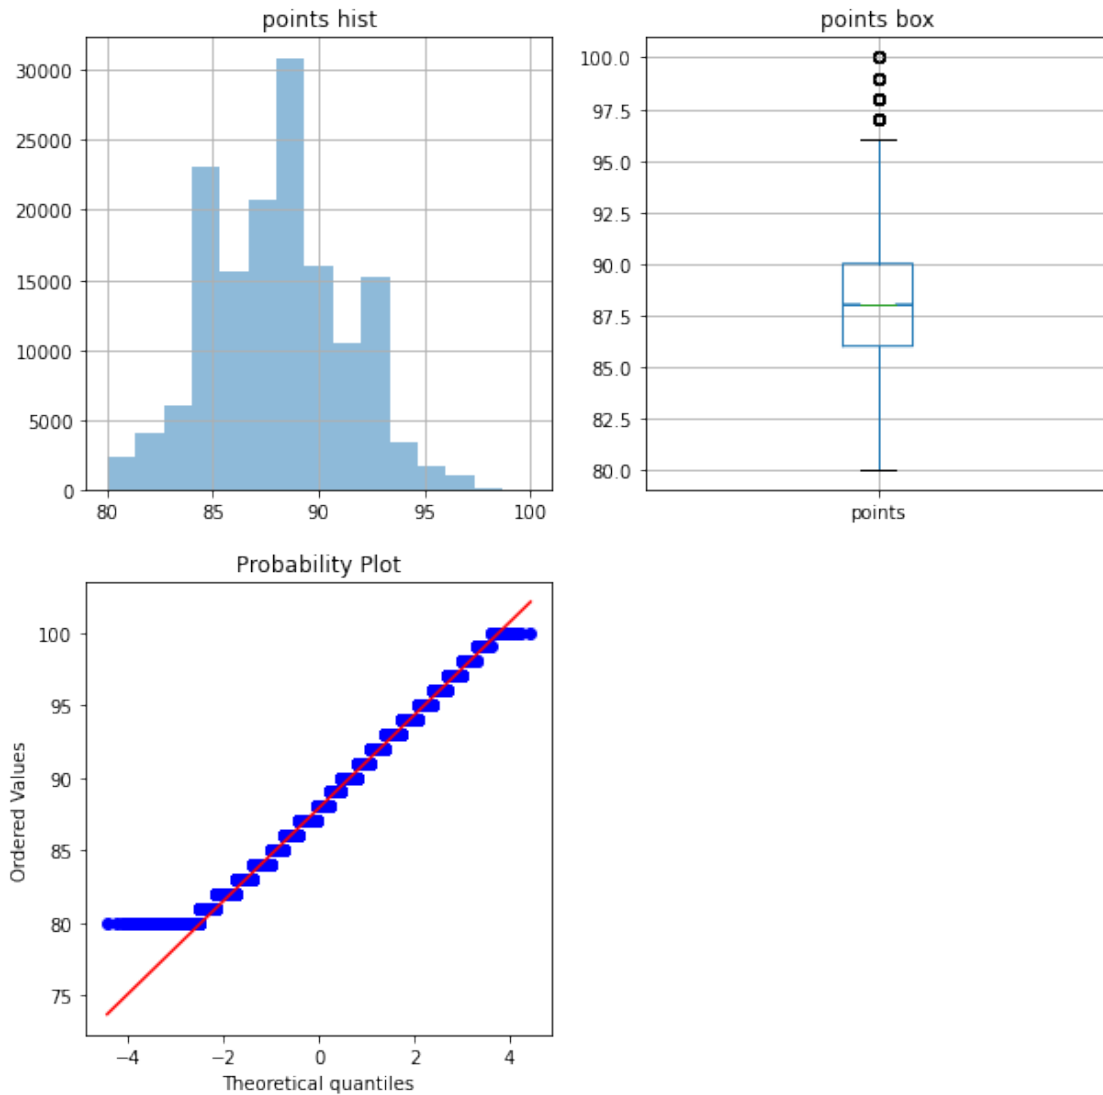 points hist
30000
25000
20000
15000
10000
5000
0
80 85 90 95 100
points box
100.0
97.5
95.0
92.5
90.0
87.5
85.0
82.5
80.0
points
Probability Plot
Ordered Values
100
95
90
85
80
75
−4 −2 0 2 4
Theoretical quantiles